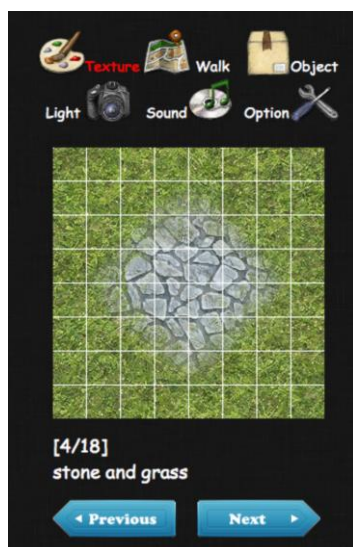 Texture Walk Object
Light Sound Option
[4/18]
stone and grass
Previous Next